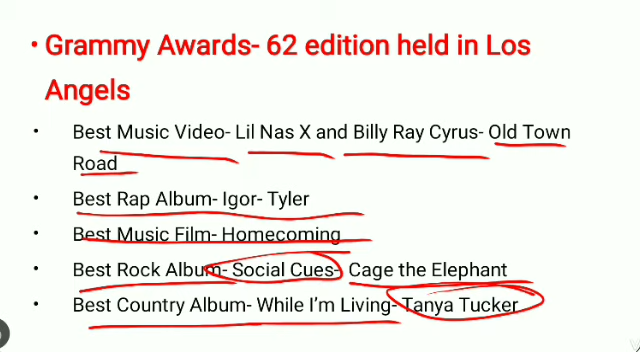 • Grammy Awards- 62 edition held in Los
Angels
• Best Music Video- Lil Nas X and Billy Ray Cyrus- Old Town
Road
• Best Rap Album- Igor- Tyler
• Best Music Film- Homecoming
• Best Rock Album- Social Cues- Cage the Elephant
• Best Country Album- While I'm Living- Tanya Tucker